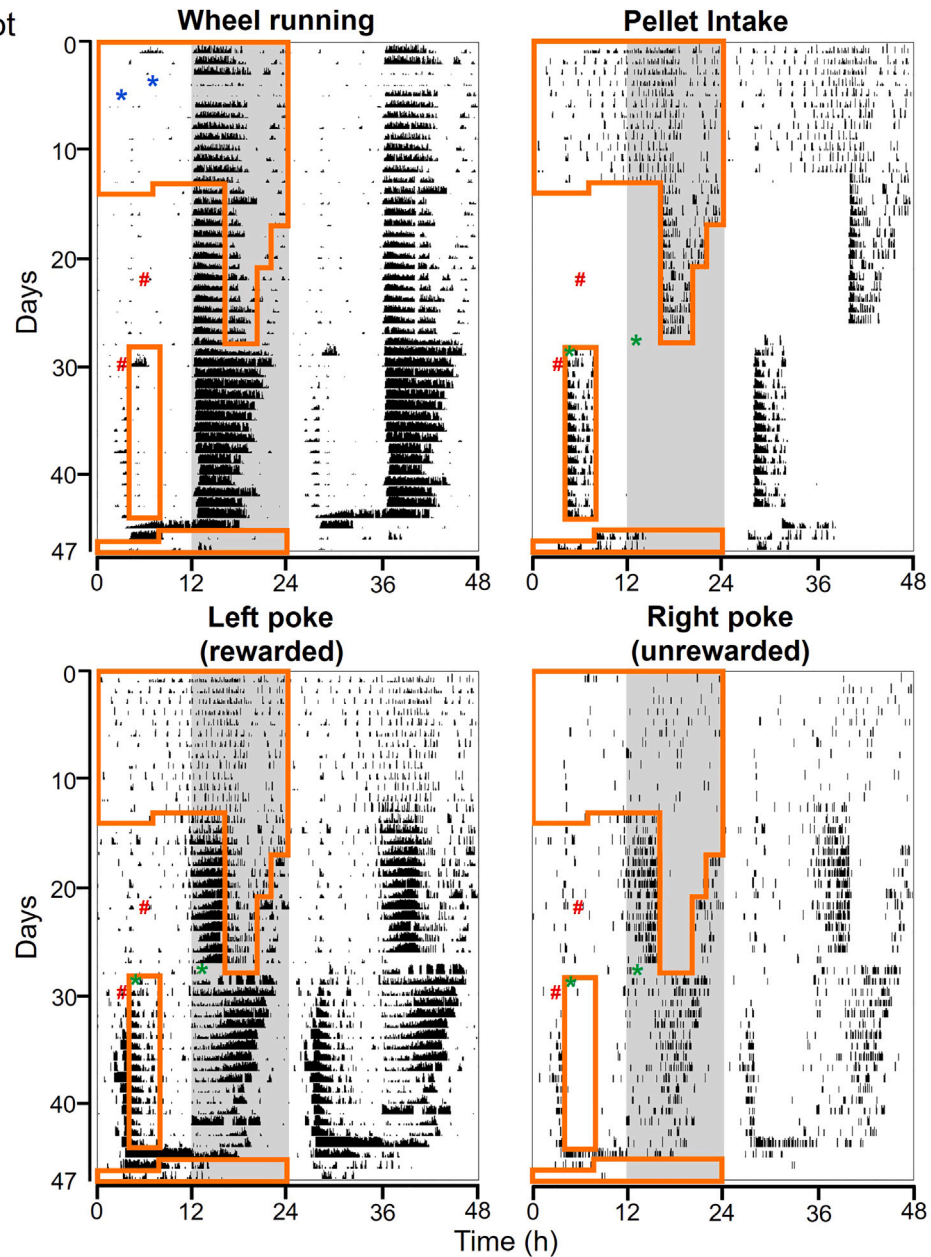 ot
Wheel running
Pellet Intake
Days
0
10
20
30
40
47
*
*
#
#
0 12 24 36 48
#
*
*
#
0 12 24 36 48
Left poke
(rewarded)
Right poke
(unrewarded)
Days
0
10
20
30
40
47
#
*
*
#
0 12 24 36 48
#
*
*
#
0 12 24 36 48
Time (h)